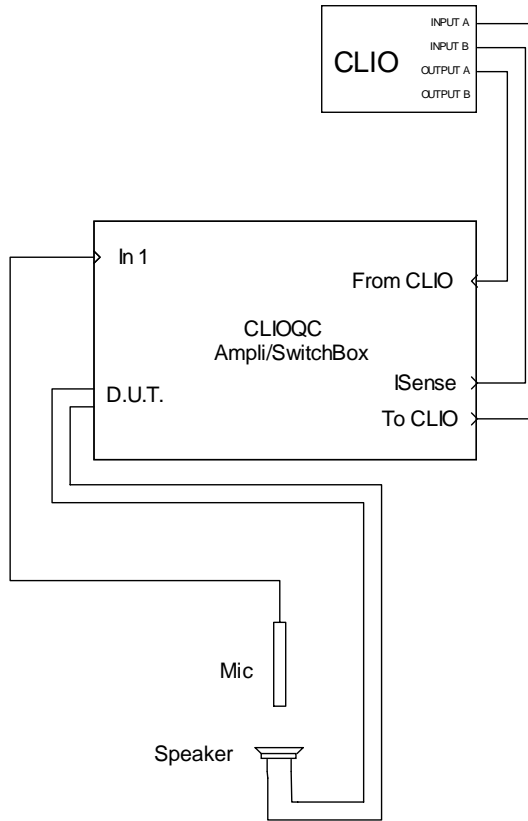 INPUT A
INPUT B
CLIO
OUTPUT A
OUTPUT B
In 1
From CLIO
CLIOQC
Ampli/SwitchBox
ISense
D.U.T.
To CLIO
Mic
Speaker